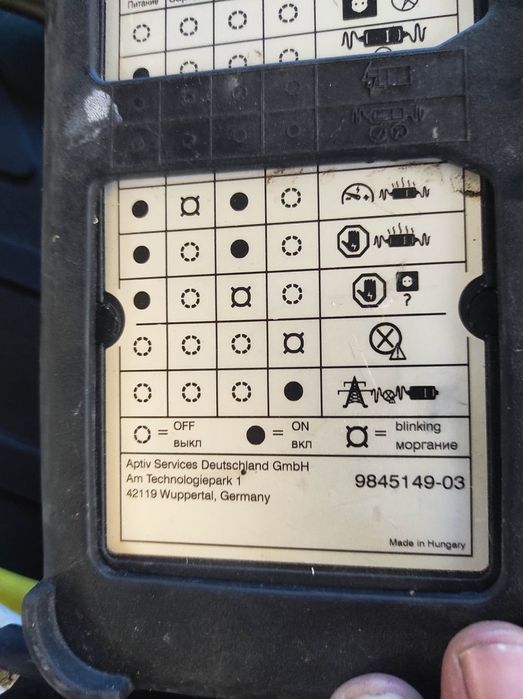 Питание
= OFF
ВЫКЛ
= ON
ВКЛ
= blinking
моргание
Aptiv Services Deutschland GmbH
Am Technologiepark 1
42119 Wuppertal, Germany
9845149-03
Made in Hungary